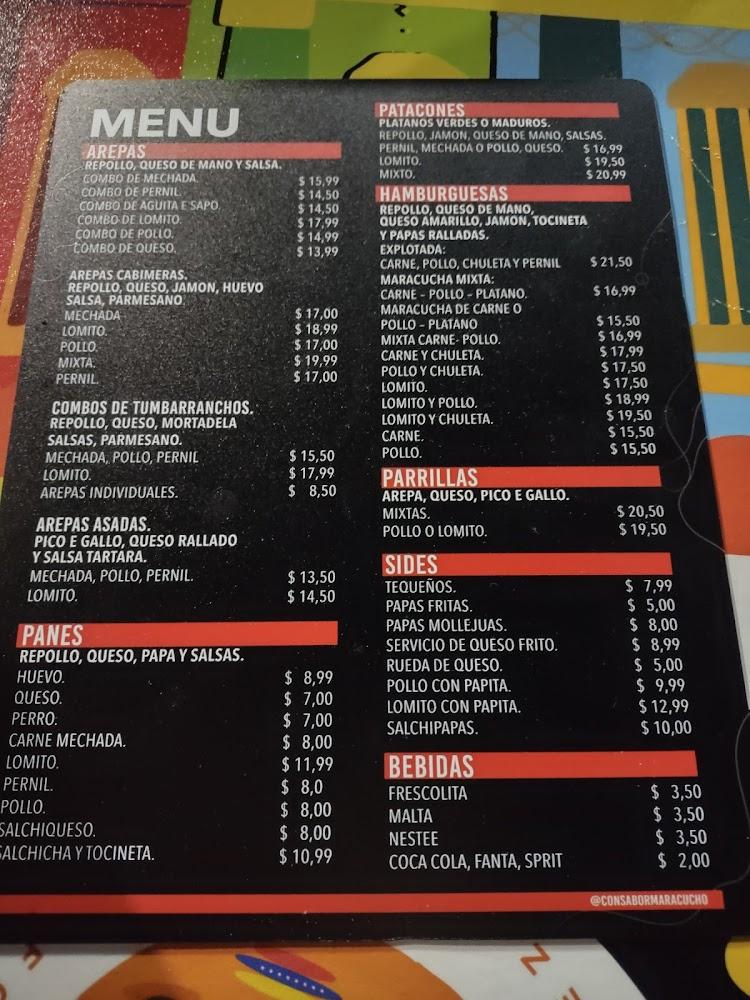 MENU
AREPAS
REPOLLO, QUESO DE MANO Y SALSA.
COMBO DE MECHADA $ 15,99
COMBO DE PERNIL. $ 14,50
COMBO DE AGUITA E SAPO. $ 14,50
COMBO DE LOMITO. $ 17,99
COMBO DE POLLO. $ 14,99
COMBO DE QUESO. $ 13,99
AREPAS CABIMERAS.
REPOLLO, QUESO, JAMON, HUEVO
SALSA, PARMESANO.
MECHADA $ 17,00
LOMITO. $ 18,99
POLLO. $ 17,00
MIXTA. $ 19,99
PERNIL. $ 17,00
COMBOS DE TUMBARRANCHOS.
REPOLLO, QUESO, MORTADELA
SALSAS, PARMESANO.
MECHADA, POLLO, PERNIL $ 15,50
LOMITO. $ 17,99
AREPAS INDIVIDUALES. $ 8,50
AREPAS ASADAS.
PICO E GALLO, QUESO RALLADO
Y SALSA TARTARA.
MECHADA, POLLO, PERNIL. $ 13,50
LOMITO. $ 14,50
PANES
REPOLLO, QUESO, PAPA Y SALSAS.
HUEVO. $ 8,99
QUESO. $ 7,00
PERRO. $ 7,00
CARNE MECHADA. $ 8,00
LOMITO. $ 11,99
PERNIL. $ 8,0
POLLO. $ 8,00
SALCHIQUESO. $ 8,00
SALCHICHA Y TOCINETA. $ 10,99
PATACONES
PLATANOS VERDES O MADUROS.
REPOLLO, JAMON, QUESO DE MANO, SALSAS.
PERNIL, MECHADA O POLLO, QUESO. $ 16,99
LOMITO. $ 19,50
MIXTO. $ 20,99
HAMBURGUESAS
REPOLLO, QUESO DE MANO,
QUESO AMARILLO, JAMON, TOCINETA
Y PAPAS RALLADAS.
EXPLOTADA:
CARNE, POLLO, CHULETA Y PERNIL $ 21,50
MARACUCHA MIXTA:
CARNE - POLLO - PLATANO. $ 16,99
MARACUCHA DE CARNE O
POLLO - PLATANO $ 15,50
MIXTA CARNE- POLLO. $ 16,99
CARNE Y CHULETA. $ 17,99
POLLO Y CHULETA. $ 17,50
LOMITO. $ 17,50
LOMITO Y POLLO. $ 18,99
LOMITO Y CHULETA. $ 19,50
CARNE. $ 15,50
POLLO. $ 15,50
PARRILLAS
AREPA, QUESO, PICO E GALLO.
MIXTAS. $ 20,50
POLLO O LOMITO. $ 19,50
SIDES
TEQUEÑOS. $ 7,99
PAPAS FRITAS. $ 5,00
PAPAS MOLLEJUAS. $ 8,00
SERVICIO DE QUESO FRITO. $ 8,99
RUEDA DE QUESO. $ 5,00
POLLO CON PAPITA. $ 9,99
LOMITO CON PAPITA. $ 12,99
SALCHIPAPAS. $ 10,00
BEBIDAS
FRESCOLITA $ 3,50
MALTA $ 3,50
NESTEE $ 3,50
COCA COLA, FANTA, SPRIT $ 2,00
@CONSABORMARACUCHO